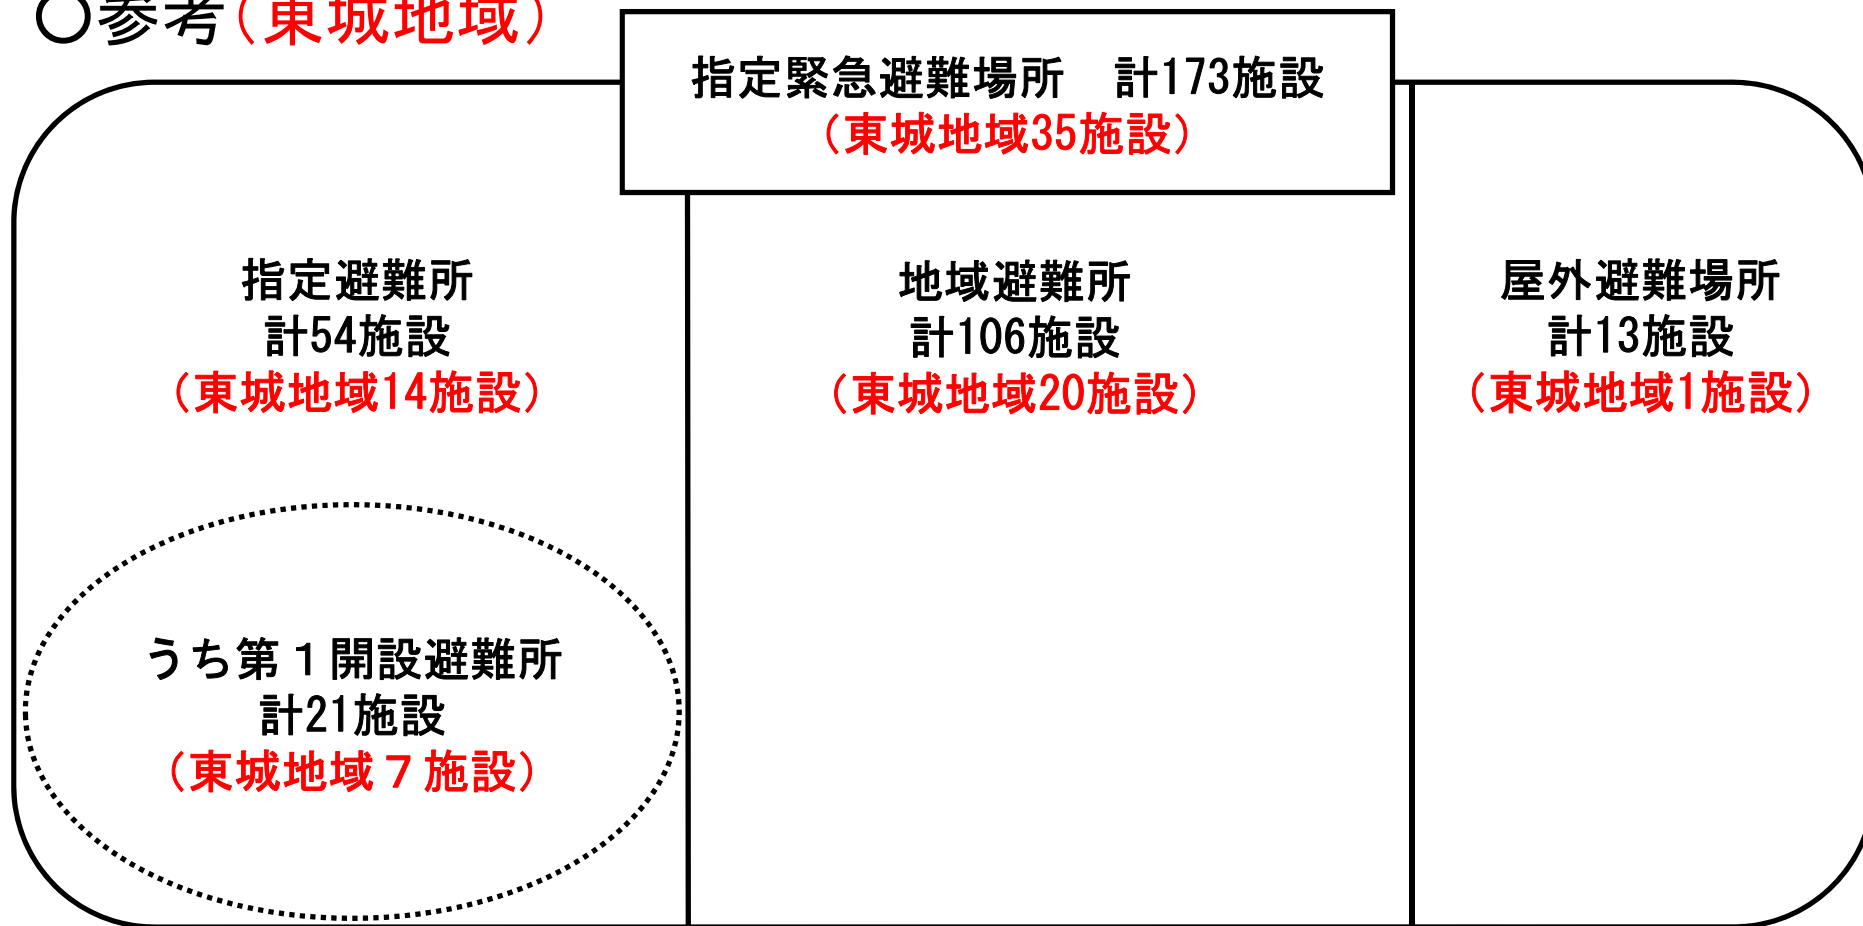 〇参考(東城地域)
指定緊急避難場所　計173施設
(東城地域35施設)
指定避難所
計54施設
(東城地域14施設)
地域避難所
計106施設
(東城地域20施設)
屋外避難場所
計13施設
(東城地域1施設)
うち第１開設避難所
計21施設
(東城地域７施設)